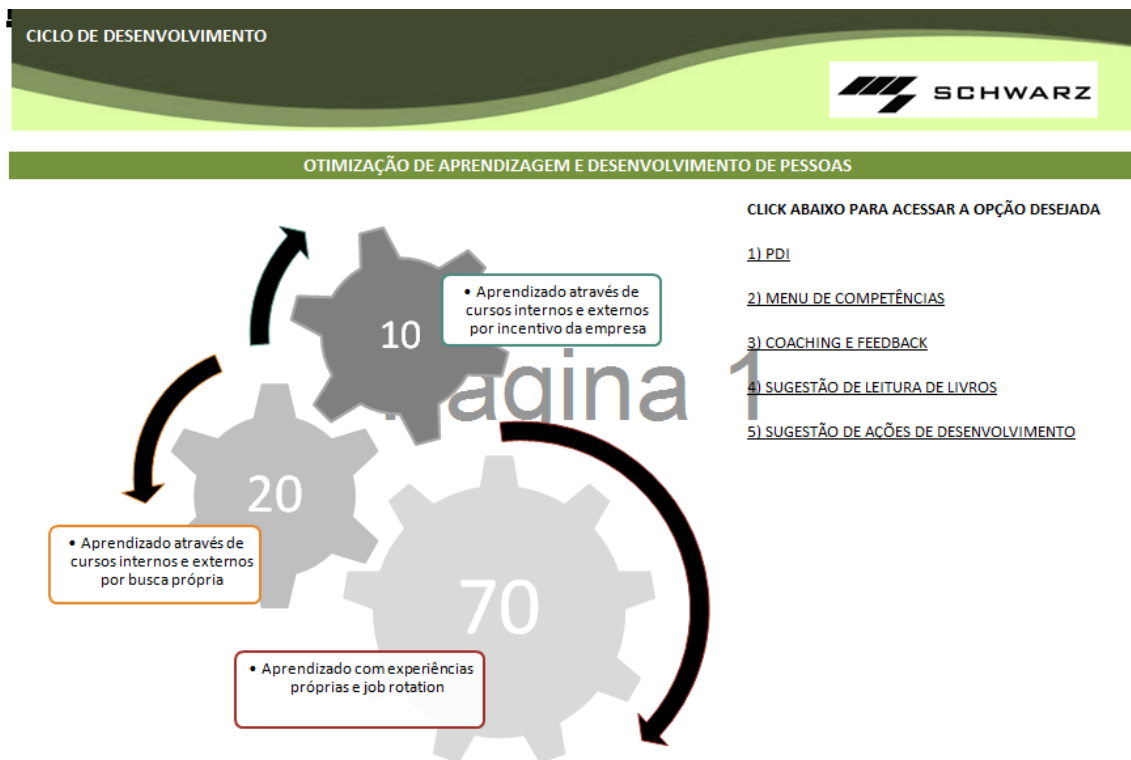 CICLO DE DESENVOLVIMENTO
SCHWARZ
OTIMIZAÇÃO DE APRENDIZAGEM E DESENVOLVIMENTO DE PESSOAS
CLICK ABAIXO PARA ACESSAR A OPÇÃO DESEJADA
1) PDI
2) MENU DE COMPETÊNCIAS
3) COACHING E FEEDBACK
4) SUGESTÃO DE LEITURA DE LIVROS
5) SUGESTÃO DE AÇÕES DE DESENVOLVIMENTO
10
• Aprendizado através de
cursos internos e externos
por incentivo da empresa
20
• Aprendizado através de
cursos internos e externos
por busca própria
70
• Aprendizado com experiências
próprias e job rotation
1